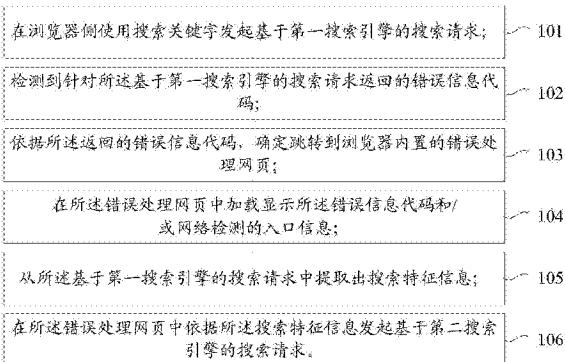 在浏览器侧使用搜索关键字发起基于第一搜索引擎的搜索请求;
101
检测到针对所述基于第一搜索引擎的搜索请求返回的错误信息代
码;
102
依据所述返回的错误信息代码,确定跳转到浏览器内置的错误处
理网页;
103
在所述错误处理网页中加载显示所述错误信息代码和/
或网络检测的入口信息;
104
从所述基于第一搜索引擎的搜索请求中提取出搜索特征信息;
105
在所述错误处理网页中依据所述搜索特征信息发起基于第二搜索
引擎的搜索请求。
106